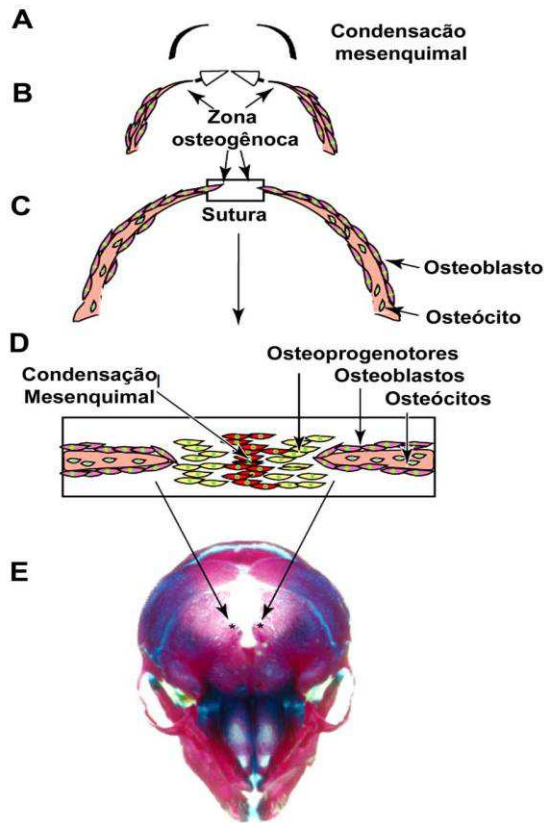 A
Condensacão
mesenquimal
B
Zona
osteogênoca
C
Sutura
Osteoblasto
Osteócito
D
Osteoprogenotores
Condensação
Osteoblastos
Mesenquimal
Osteócitos
E
* *